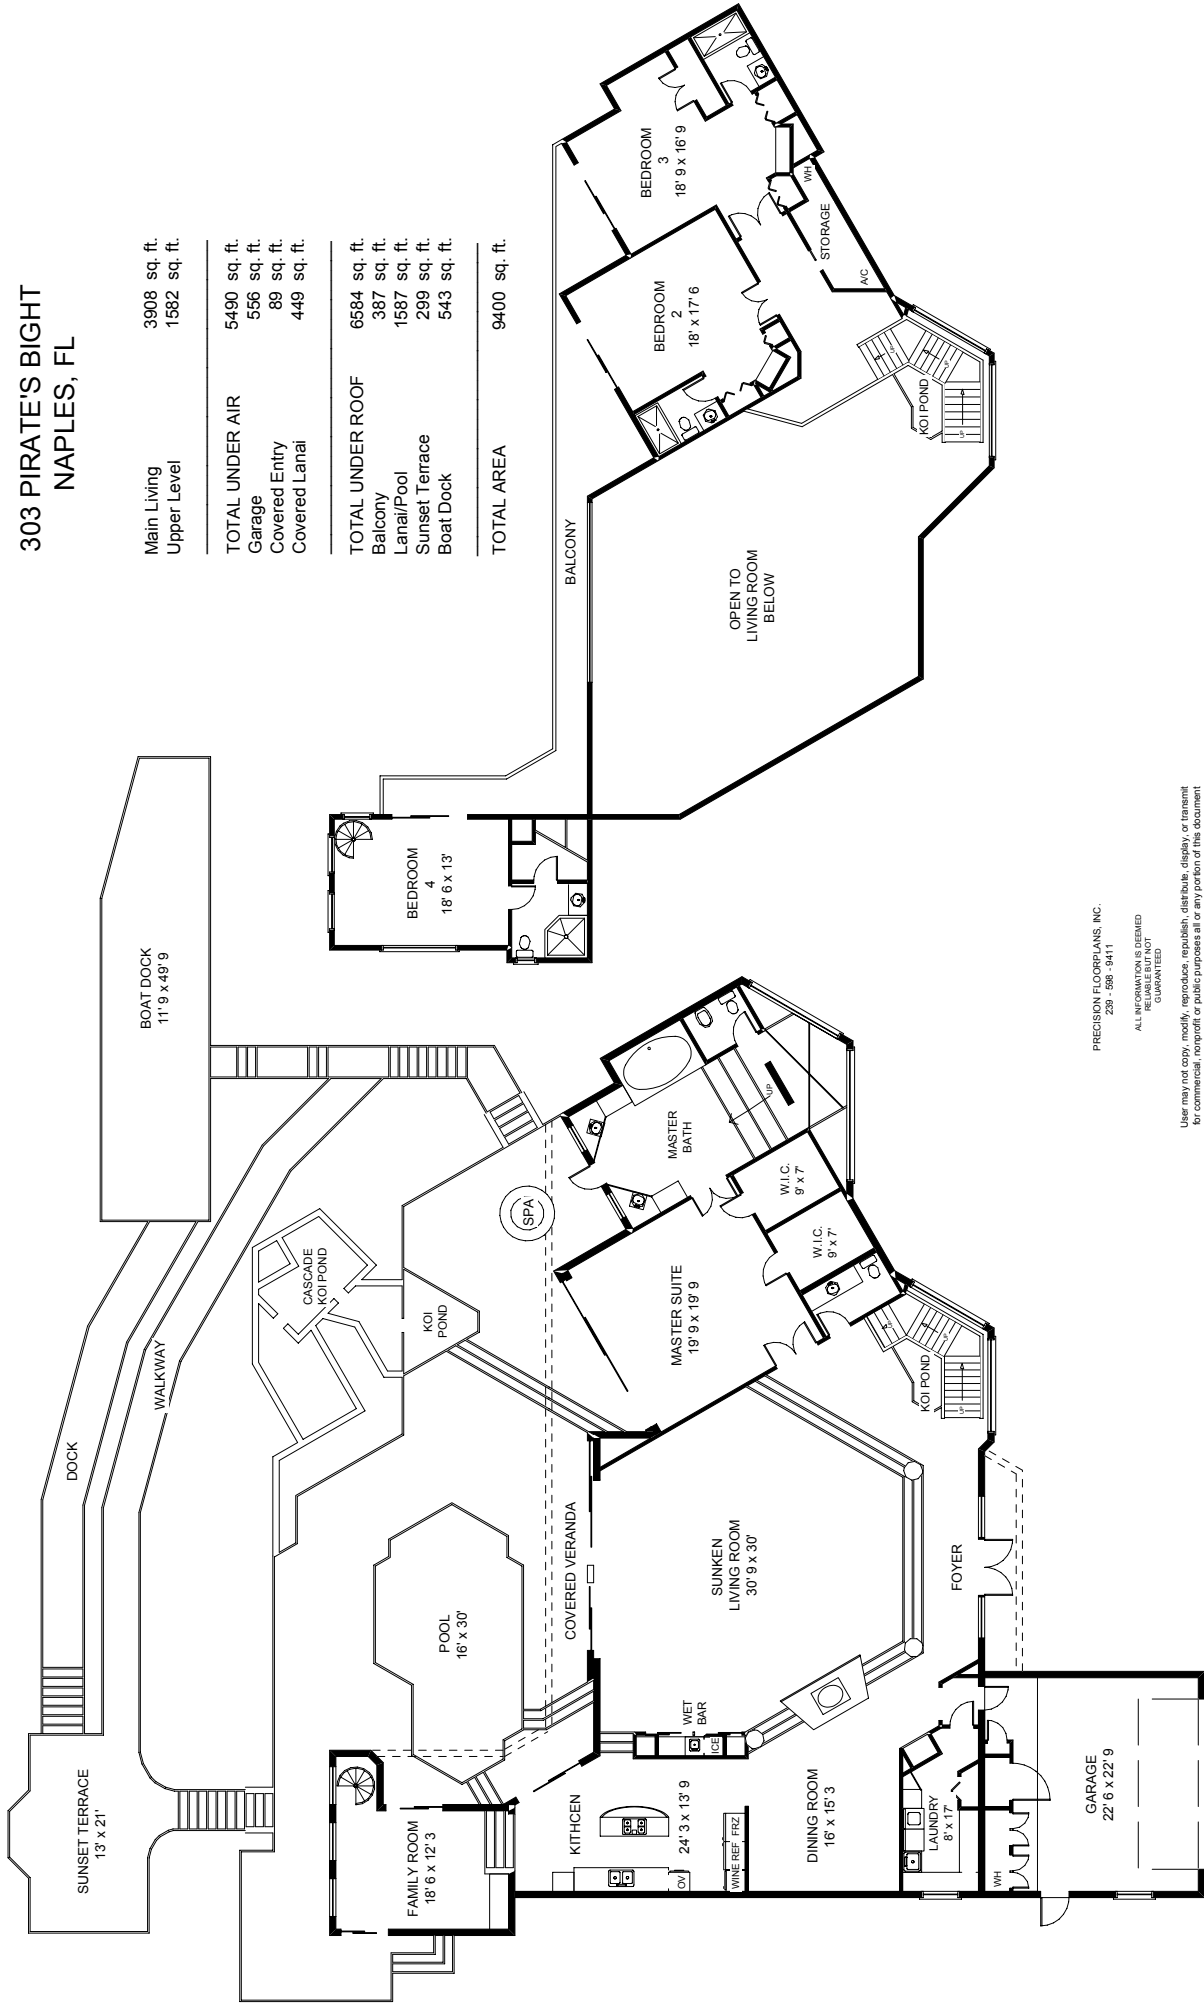 303 PIRATE'S BIGHT
NAPLES, FL
Main Living 3908 sq. ft.
Upper Level 1582 sq. ft.
TOTAL UNDER AIR 5490 sq. ft.
Garage 556 sq. ft.
Covered Entry 89 sq. ft.
Covered Lanai 449 sq. ft.
TOTAL UNDER ROOF 6584 sq. ft.
Balcony 387 sq. ft.
Lanai/Pool 1587 sq. ft.
Sunset Terrace 299 sq. ft.
Boat Dock 543 sq. ft.
TOTAL AREA 9400 sq. ft.
BEDROOM
3
18' 9 x 16' 9
BEDROOM
2
18' x 17' 6
WH
STORAGE
A/C
UP
UP
UP
KOI POND
BALCONY
OPEN TO
LIVING ROOM
BELOW
BEDROOM
4
18' 6 x 13'
BOAT DOCK
11' 9 x 49' 9
DOCK
WALKWAY
CASCADE
KOI POND
KOI
POND
SPA
MASTER
BATH
UP
W.I.C.
9' x 7'
W.I.C.
9' x 7'
MASTER SUITE
19' 9 x 19' 9
UP
UP
UP
KOI POND
COVERED VERANDA
POOL
16' x 30'
SUNKEN
LIVING ROOM
30' 9 x 30'
FOYER
WET
BAR
ICE
SUNSET TERRACE
13' x 21'
FAMILY ROOM
18' 6 x 12' 3
KITHCEN
24' 3 x 13' 9
OV
WINE REF FRZ
DINING ROOM
16' x 15' 3
LAUNDRY
8' x 17'
WH
GARAGE
22' 6 x 22' 9
PRECISION FLOORPLANS, INC.
239 - 598 - 9411
ALL INFORMATION IS DEEMED
RELIABLE BUT NOT
GUARANTEED
User may not copy, modify, reproduce, republish, distribute, display, or transmit
for commercial, nonprofit or public purposes all or any portion of this document